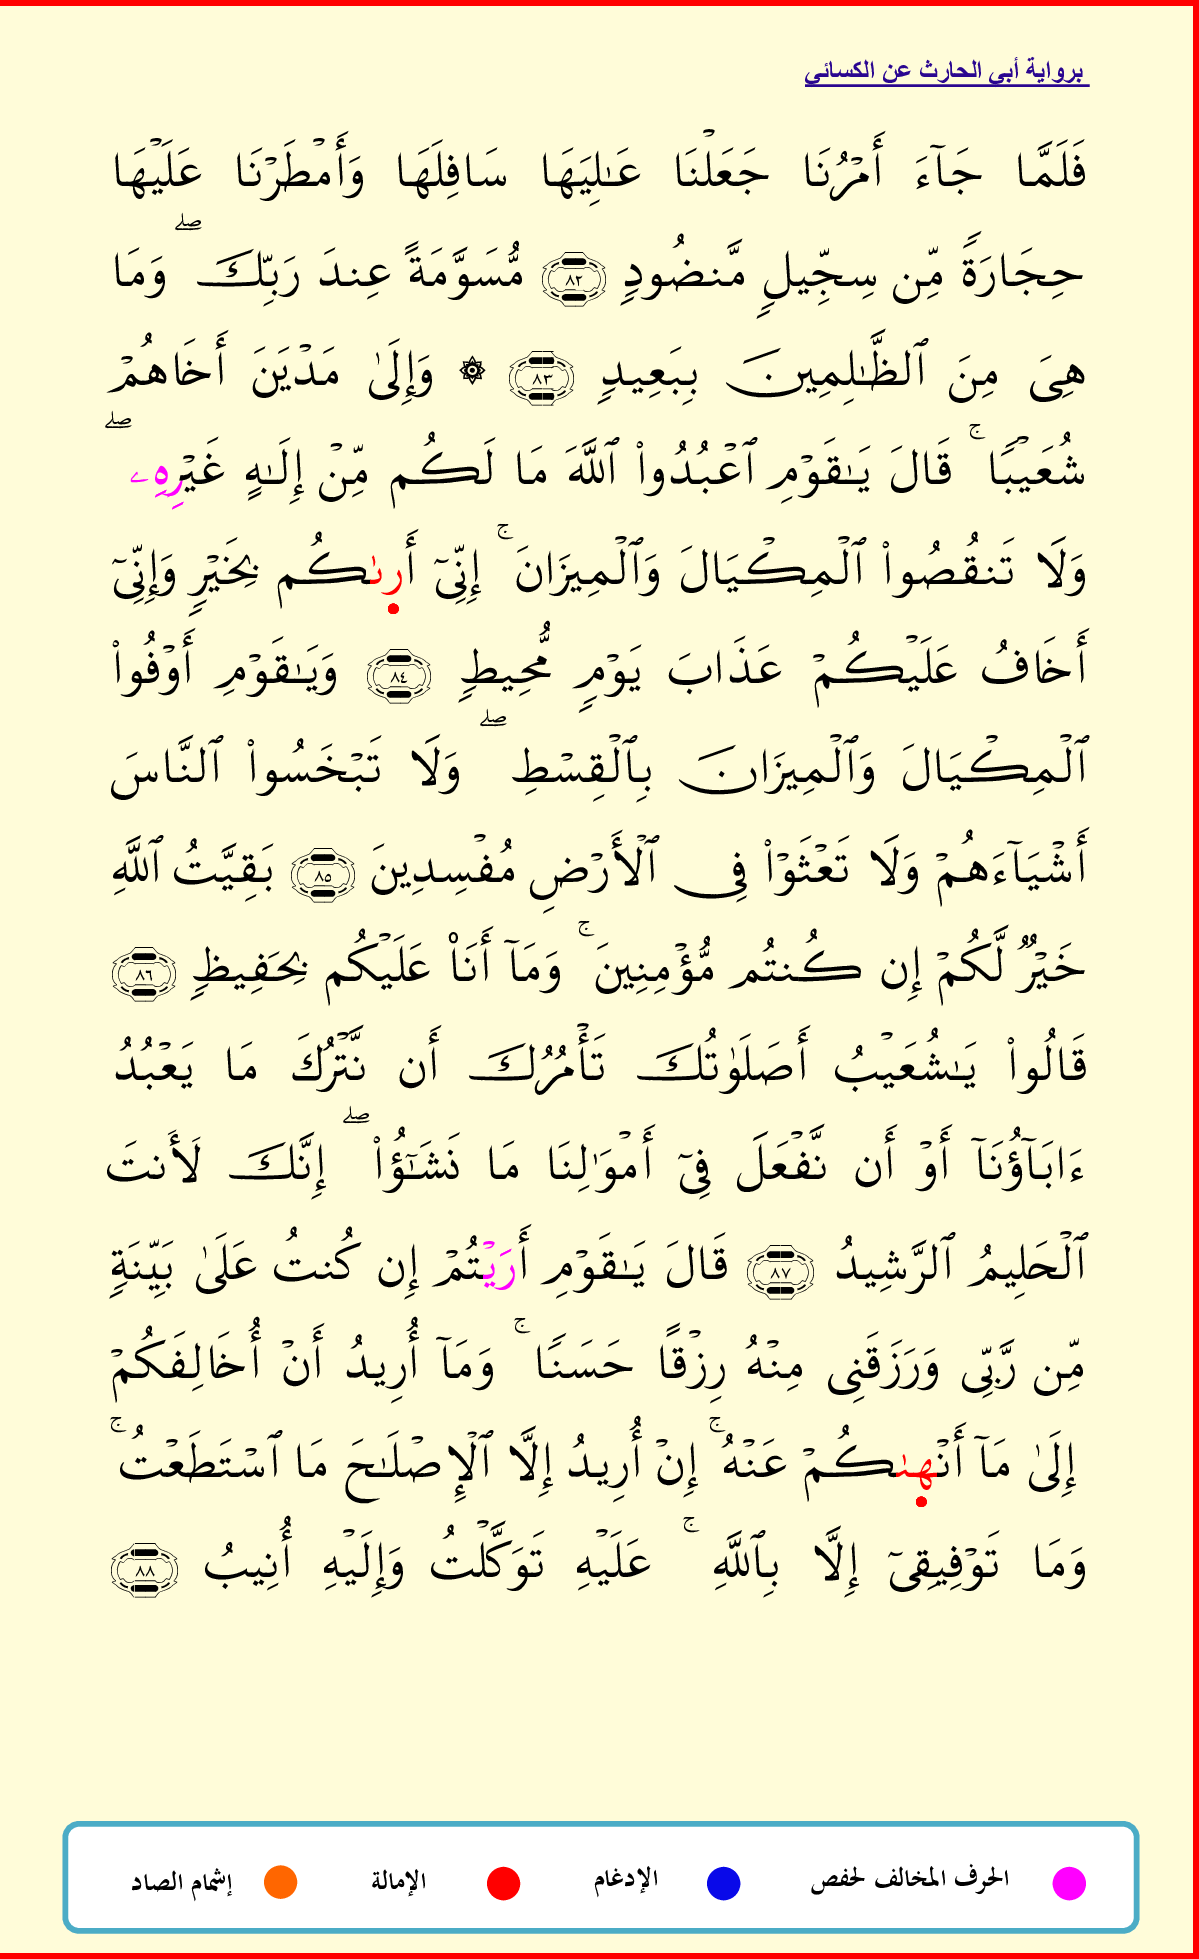 برواية أبي الحارث عن الكسائي
فَلَمَّا جَآءَ أَمۡرُنَا جَعَلۡنَا عَٰلِيَهَا سَافِلَهَا وَأَمۡطَرۡنَا عَلَيۡهَا
حِجَارَةٗ مِّن سِجِّيلٖ مَّنضُودٖ ٨٢ مُّسَوَّمَةً عِندَ رَبِّكَۖ وَمَا
هِيَ مِنَ ٱلظَّٰلِمِينَ بِبَعِيدٖ ٨٣ ۞ وَإِلَىٰ مَدۡيَنَ أَخَاهُمۡ
شُعَيۡبٗاۚ قَالَ يَٰقَوۡمِ ٱعۡبُدُواْ ٱللَّهَ مَا لَكُم مِّنۡ إِلَٰهٍ غَيۡرِهِۦۖ
وَلَا تَنقُصُواْ ٱلۡمِكۡيَالَ وَٱلۡمِيزَانَۚ إِنِّيٓ أَرىٰكُم بِخَيۡرٖ وَإِنِّيٓ
أَخَافُ عَلَيۡكُمۡ عَذَابَ يَوۡمٖ مُّحِيطٖ ٨٤ وَيَٰقَوۡمِ أَوۡفُواْ
ٱلۡمِكۡيَالَ وَٱلۡمِيزَانَ بِٱلۡقِسۡطِۖ وَلَا تَبۡخَسُواْ ٱلنَّاسَ
أَشۡيَآءَهُمۡ وَلَا تَعۡثَوۡاْ فِي ٱلۡأَرۡضِ مُفۡسِدِينَ ٨٥ بَقِيَّتُ ٱللَّهِ
خَيۡرٞ لَّكُمۡ إِن كُنتُم مُّؤۡمِنِينَۚ وَمَآ أَنَا۠ عَلَيۡكُم بِحَفِيظٖ ٨٦
قَالُواْ يَٰشُعَيۡبُ أَصَلَوٰتُكَ تَأۡمُرُكَ أَن نَّتۡرُكَ مَا يَعۡبُدُ
ءَابَآؤُنَآ أَوۡ أَن نَّفۡعَلَ فِيٓ أَمۡوَٰلِنَا مَا نَشَٰٓؤُاْۖ إِنَّكَ لَأَنتَ
ٱلۡحَلِيمُ ٱلرَّشِيدُ ٨٧ قَالَ يَٰقَوۡمِ أَرَيۡتُمۡ إِن كُنتُ عَلَىٰ بَيِّنَةٖ
مِّن رَّبِّي وَرَزَقَنِي مِنۡهُ رِزۡقًا حَسَنٗاۚ وَمَآ أُرِيدُ أَنۡ أُخَالِفَكُمۡ
إِلَىٰ مَآ أَنۡهىٰكُمۡ عَنۡهُۚ إِنۡ أُرِيدُ إِلَّا ٱلۡإِصۡلَٰحَ مَا ٱسۡتَطَعۡتُۚ
وَمَا تَوۡفِيقِيٓ إِلَّا بِٱللَّهِۚ عَلَيۡهِ تَوَكَّلۡتُ وَإِلَيۡهِ أُنِيبُ ٨٨
الحرف المخالف لحفص الإدغام الإمالة إشمام الصاد